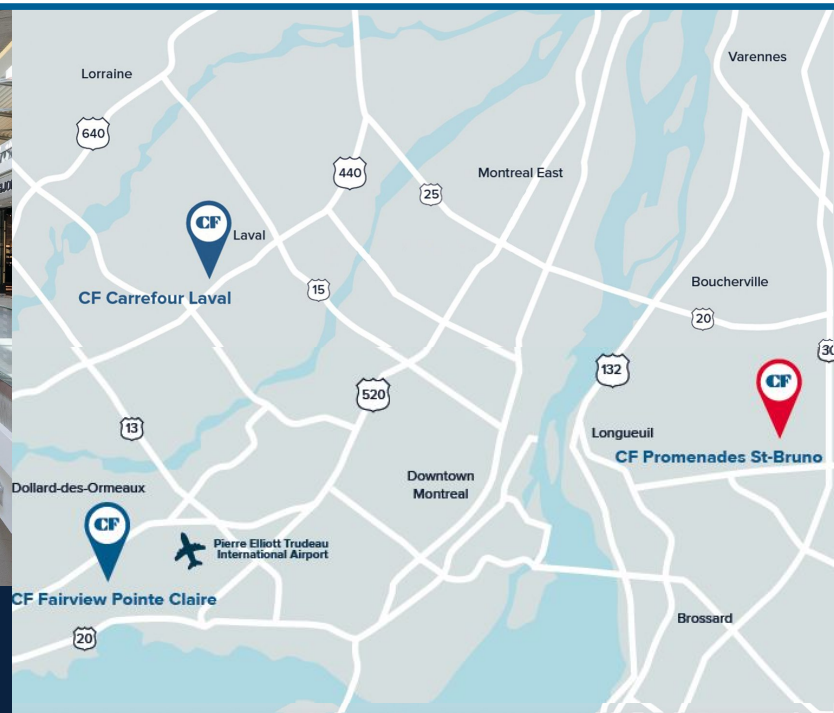 Lorraine
Varennes
640
440
Montreal East
25
CF
Laval
CF Carrefour Laval
15
Boucherville
20
132
520
CF
13
Longueuil
CF Promenades St-Bruno
Dollard-des-Ormeaux
Downtown
Montreal
CF
Pierre Elliott Trudeau
International Airport
CF Fairview Pointe Claire
Brossard
20